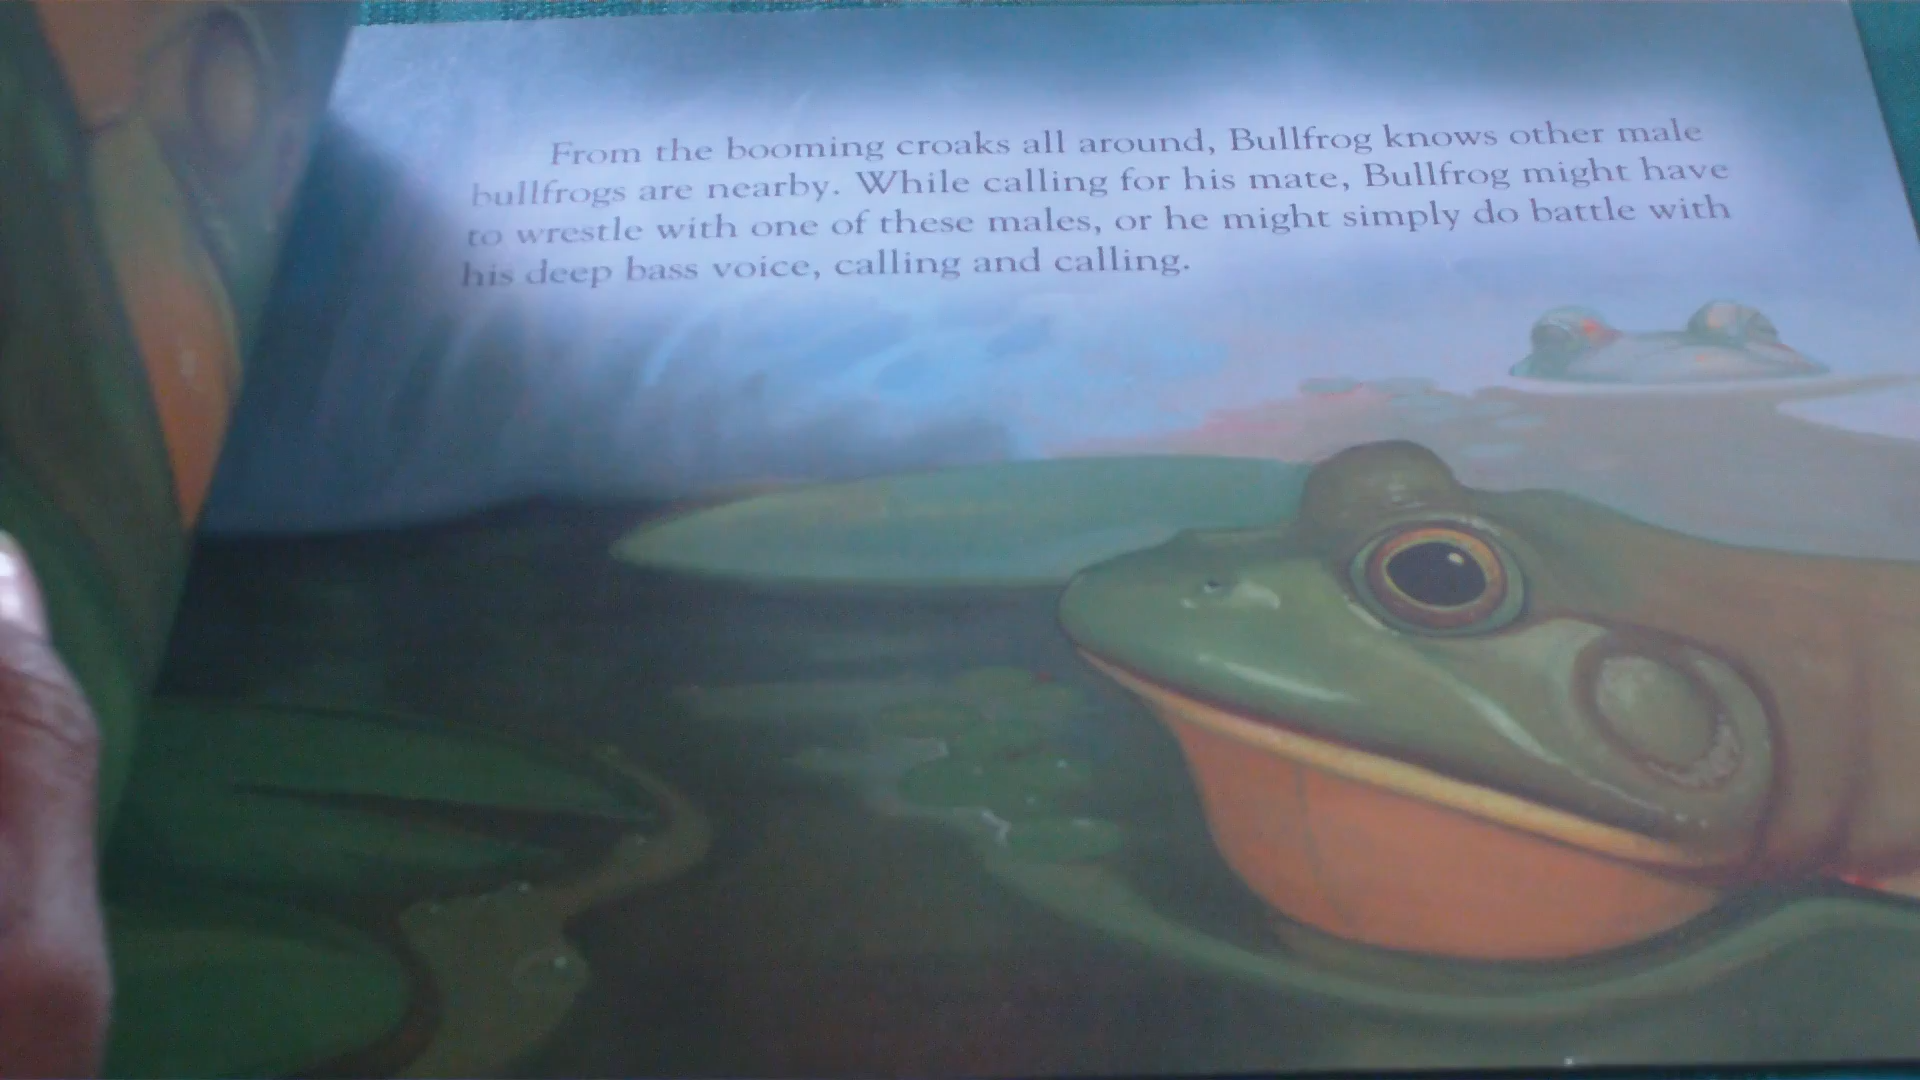 From the booming croaks all around, Bullfrog knows other male
bullfrogs are nearby. While calling for his mate, Bullfrog might have
to wrestle with one of these males, or he might simply do battle with
his deep bass voice, calling and calling.